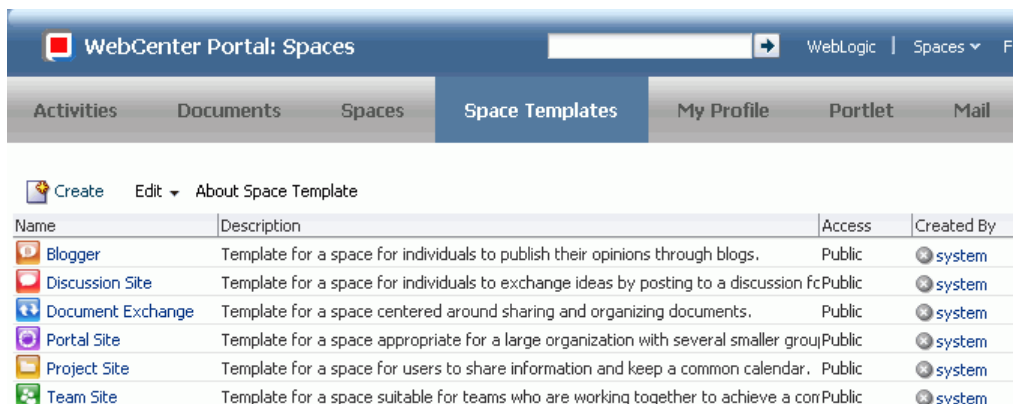 WebCenter Portal: Spaces WebLogic | Spaces F
Activities Documents Spaces Space Templates My Profile Portlet Mail
Create Edit About Space Template
Name Description Access Created By
Blogger Template for a space for individuals to publish their opinions through blogs. Public system
Discussion Site Template for a space for individuals to exchange ideas by posting to a discussion Public system
Document Exchange Template for a space centered around sharing and organizing documents. Public system
Portal Site Template for a space appropriate for a large organization with several smaller Public system
Project Site Template for a space for users to share information and keep a common calendar. Public system
Team Site Template for a space suitable for teams who are working together to achieve a Public system